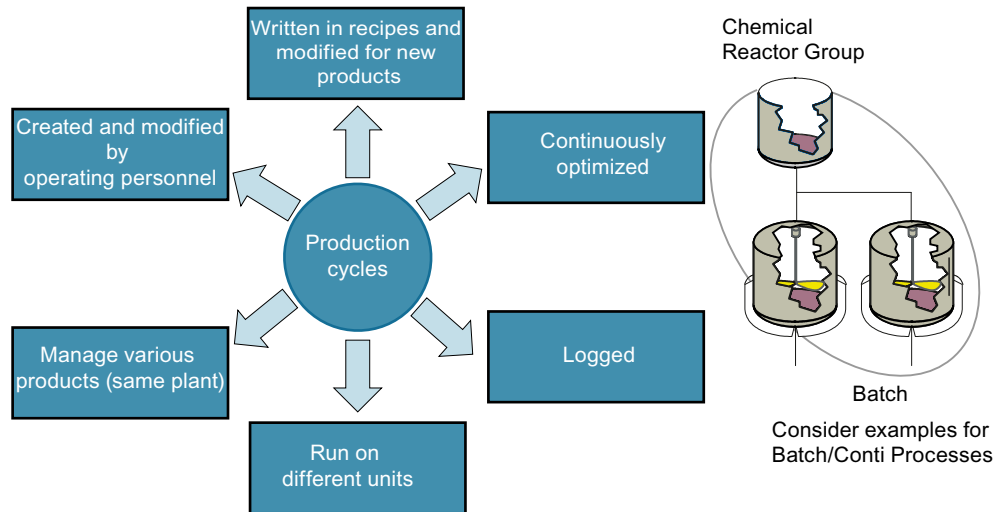 Written in recipes and
modified for new
products
Created and modified
by
operating personnel
Continuously
optimized
Production
cycles
Manage various
products (same plant)
Logged
Run on
different units
Chemical
Reactor Group
Batch
Consider examples for
Batch/Conti Processes